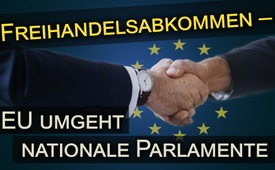 FREIHANDELSABKOMMEN –
EU UMGEHT
NATIONALE PARLAMENTE